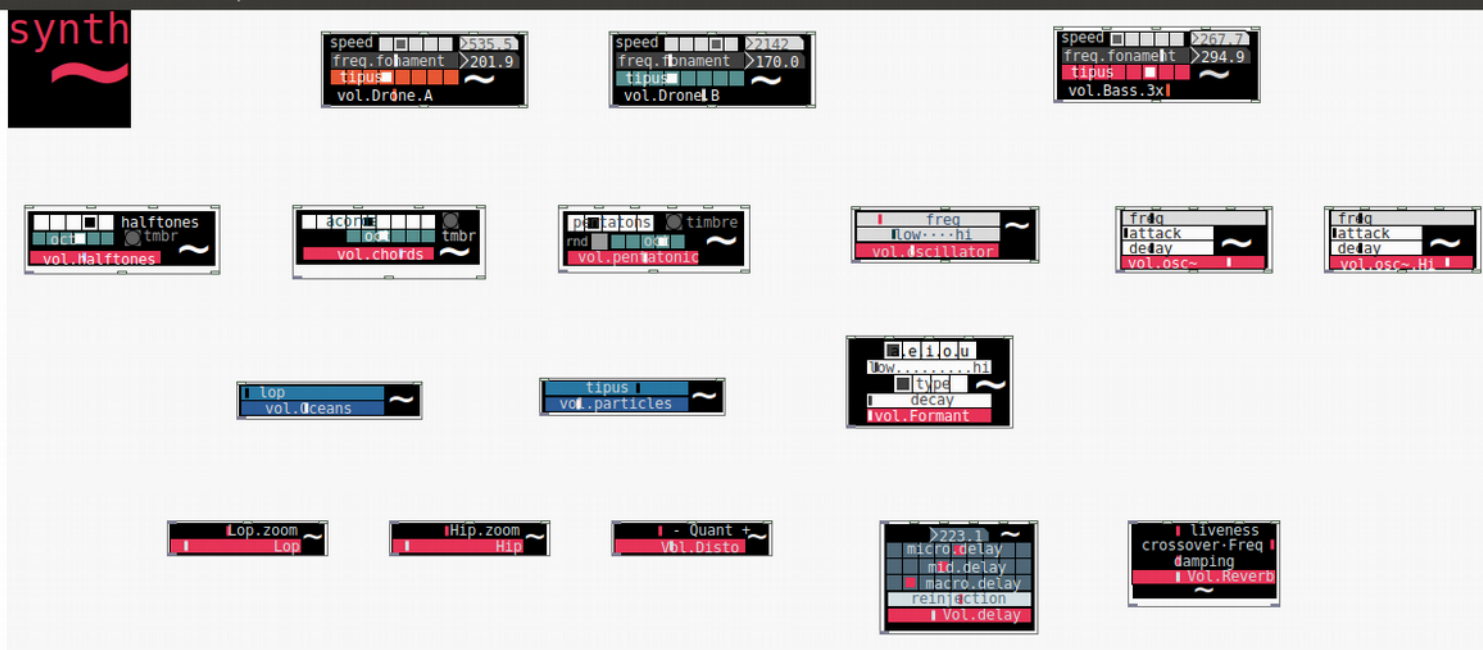 synth
~
speed >535.5
freq.fonament >201.9
tipus ~
vol.Drone.A
speed >2142
freq.fonament >170.0
tipus ~
vol.Drone.B
speed >267.7
freq.fonament >294.9
tipus ~
vol.Bass.3x
halftones
oct tmbr ~
vol.Halftones
acords
oct tmbr
vol.chords ~
pentatons timbre
rnd oct ~
vol.pentatonic
freq ~
low····hi
vol.oscillator
freq
attack ~
decay
vol.osc~
freq
attack ~
decay
vol.osc~.Hi
lop ~
vol.Oceans
tipus ~
vol.particles
a.e.i.o.u
low.........hi
type ~
decay
vol.Formant
Lop.zoom ~
Lop
Hip.zoom ~
Hip
- Quant + ~
Vol.Disto
>223.1 ~
micro.delay
mid.delay
macro.delay
reinjection
Vol.delay
liveness
crossover·Freq
damping
Vol.Reverb
~